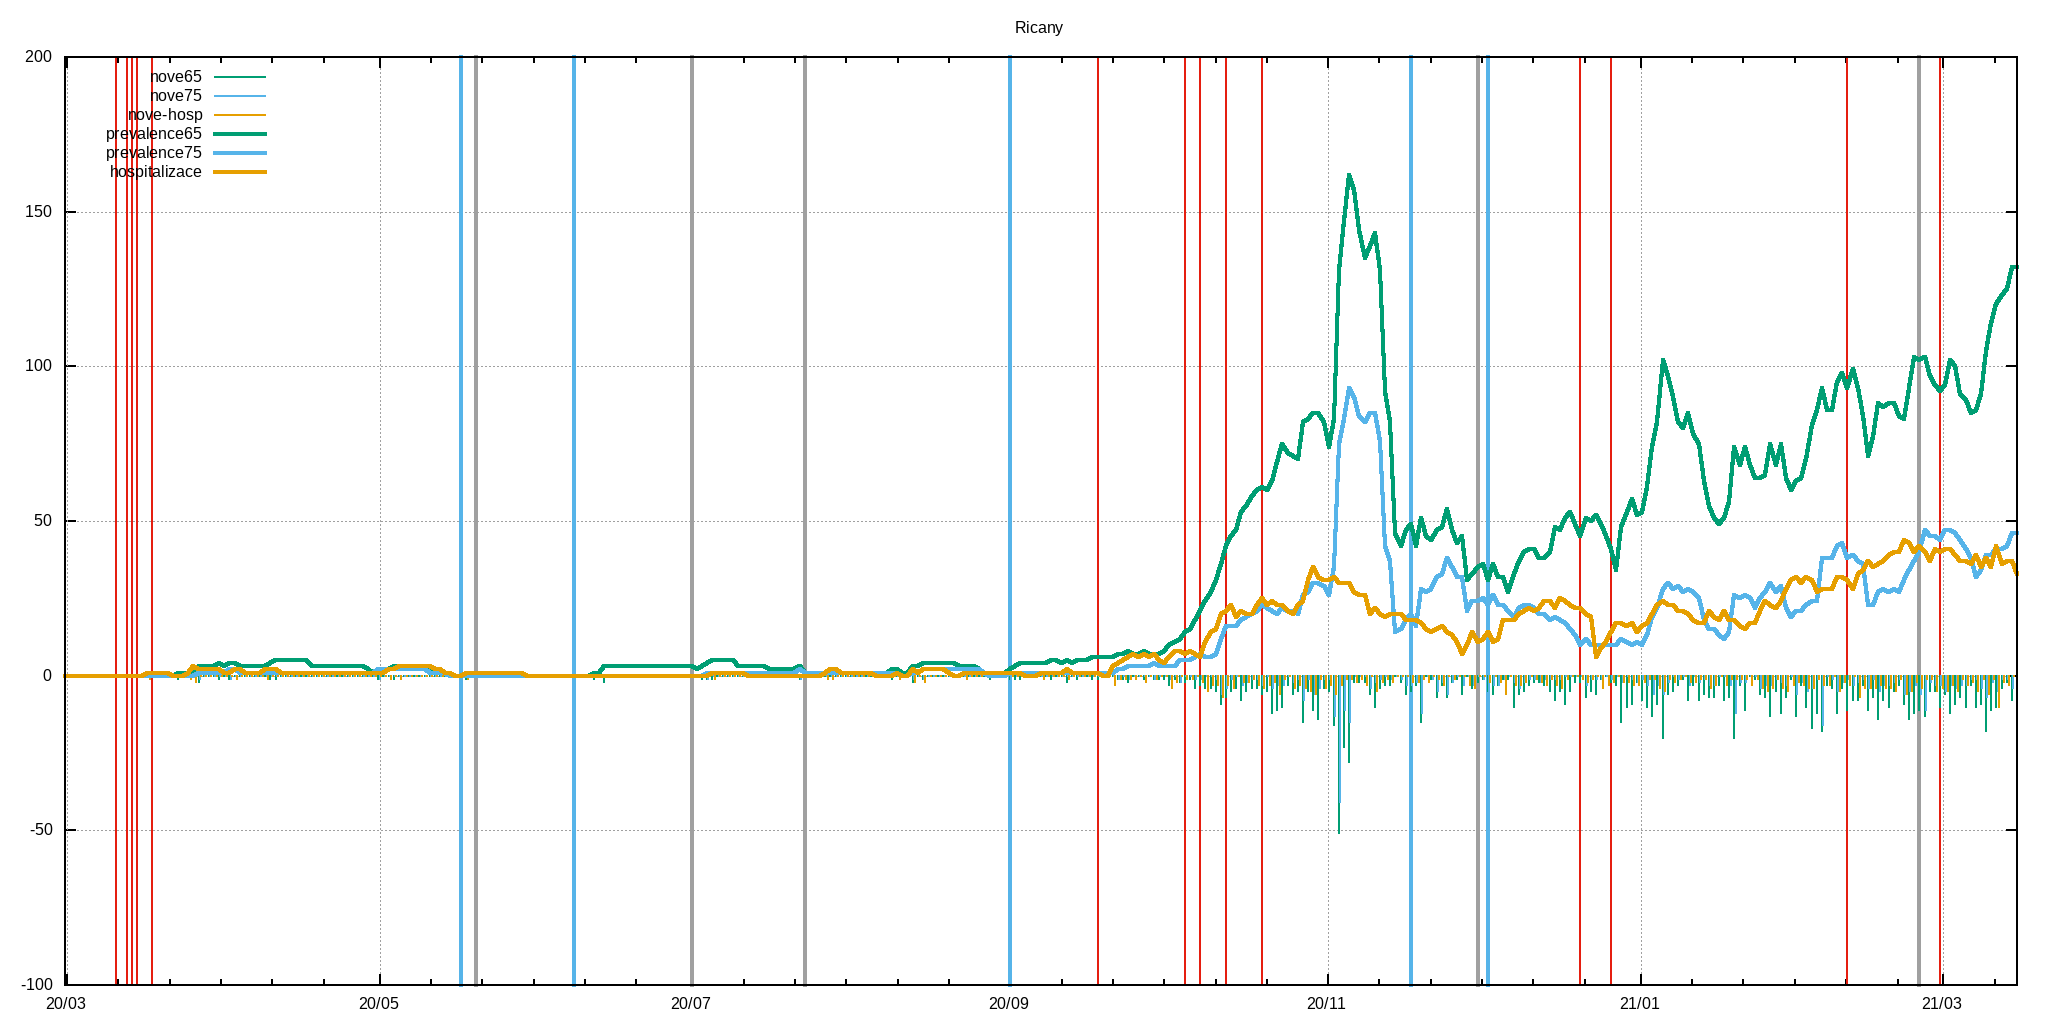 Ricany
200
nove65
nove75
nove-hosp
prevalence65
prevalence75
hospitalizace
150
100
50
0
-50
-100
20/03 20/05 20/07 20/09 20/11 21/01 21/03